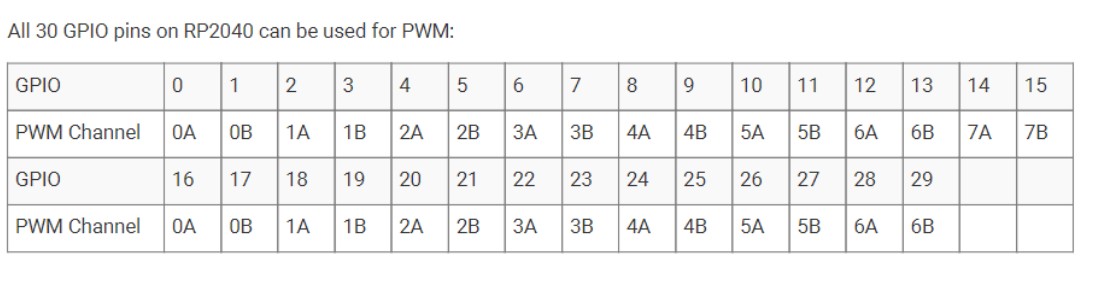 All 30 GPIO pins on RP2040 can be used for PWM:
GPIO 0 1 2 3 4 5 6 7 8 9 10 11 12 13 14 15
PWM Channel 0A 0B 1A 1B 2A 2B 3A 3B 4A 4B 5A 5B 6A 6B 7A 7B
GPIO 16 17 18 19 20 21 22 23 24 25 26 27 28 29
PWM Channel 0A 0B 1A 1B 2A 2B 3A 3B 4A 4B 5A 5B 6A 6B